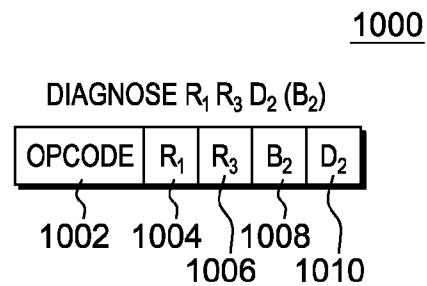 1000
DIAGNOSE R₁ R₃ D₂ (B₂)
OPCODE R₁ R₃ B₂ D₂
1002 1004 1008
1006 1010